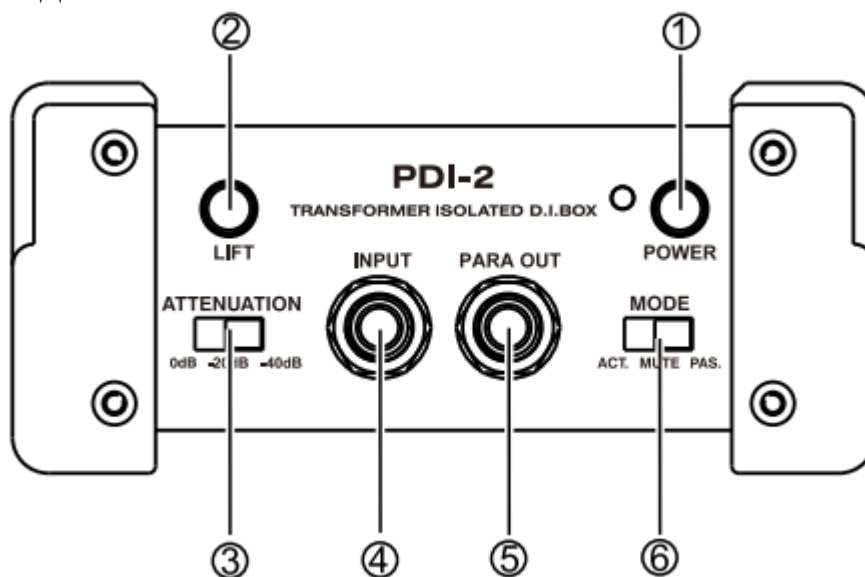 ② ①
PDI-2
TRANSFORMER ISOLATED D.I.BOX
LIFT
POWER
INPUT
PARA OUT
ATTENUATION
MODE
0dB -20dB -40dB
ACT. MUTE PAS.
③ ④ ⑤ ⑥